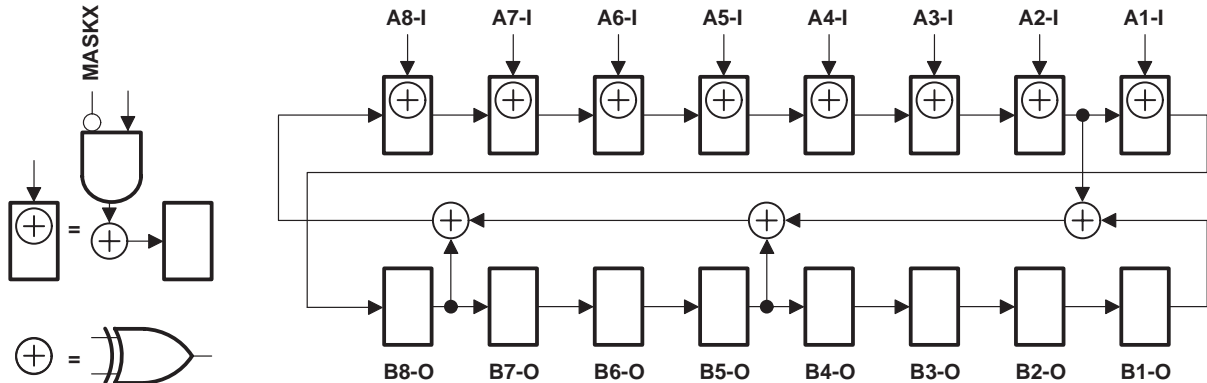 MASKX
=
=
A8-I A7-I A6-I A5-I A4-I A3-I A2-I A1-I
B8-O B7-O B6-O B5-O B4-O B3-O B2-O B1-O